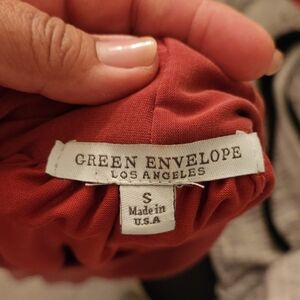 GREEN ENVELOPE
LOS ANGELES
S
Made in
U.S.A